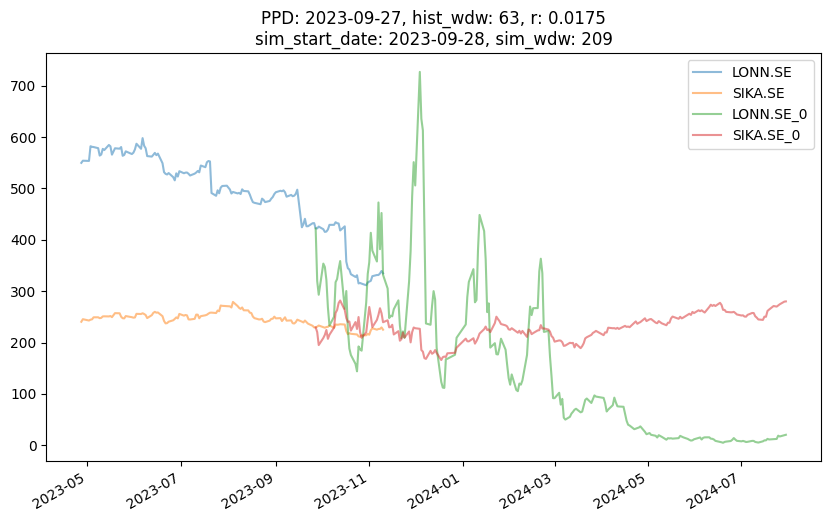 PPD: 2023-09-27, hist_wdw: 63, r: 0.0175
sim_start_date: 2023-09-28, sim_wdw: 209
LONN.SE
SIKA.SE
LONN.SE_0
SIKA.SE_0
700
600
500
400
300
200
100
0
2023-05
2023-07
2023-09
2023-11
2024-01
2024-03
2024-05
2024-07